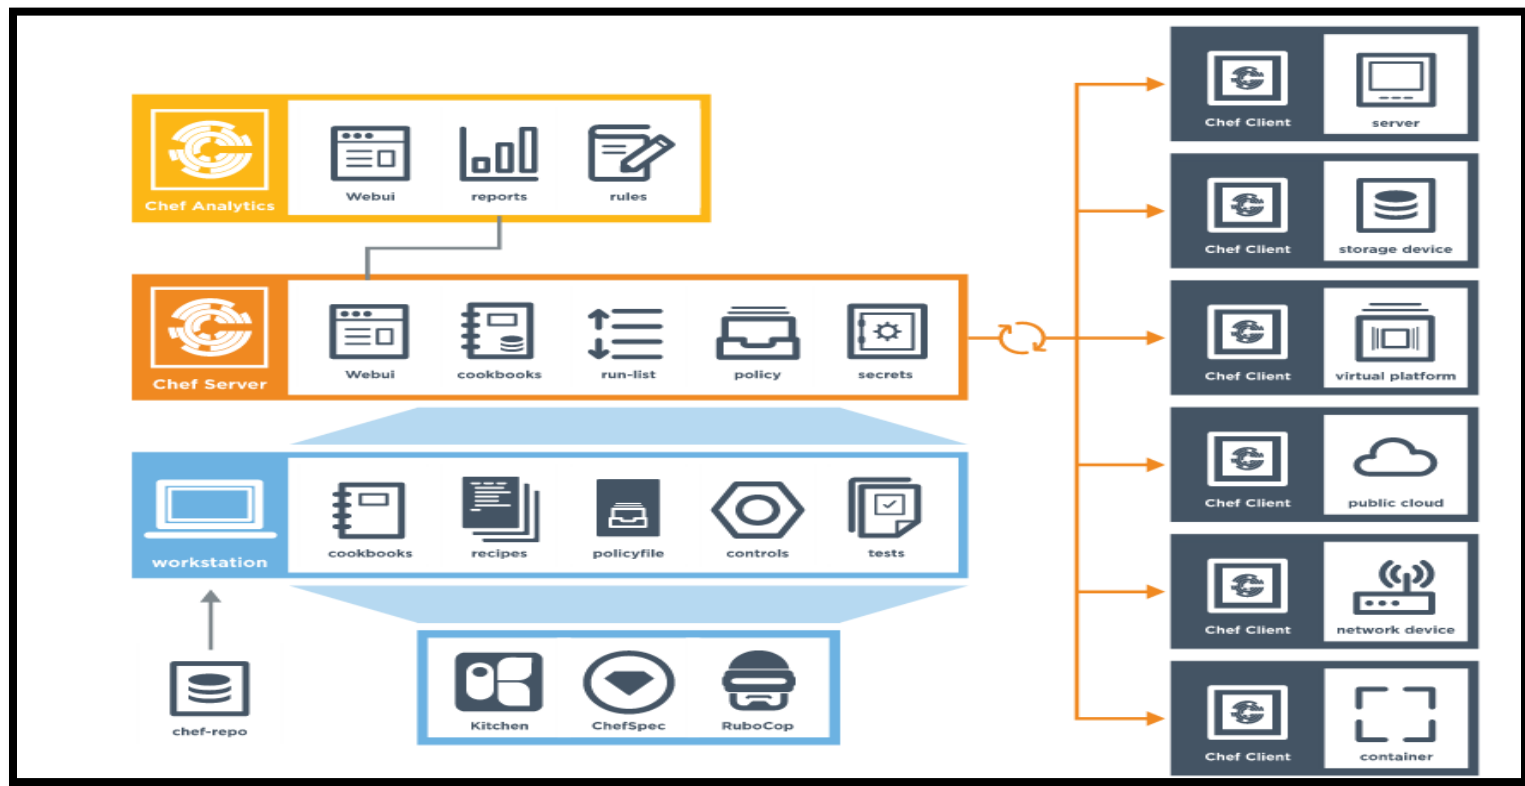 Chef Analytics
Webui
reports
rules
Chef Server
Webui
cookbooks
run-list
policy
secrets
workstation
cookbooks
recipes
policyfile
controls
tests
chef-repo
Kitchen
ChefSpec
RuboCop
Chef Client
server
Chef Client
storage device
Chef Client
virtual platform
Chef Client
public cloud
Chef Client
network device
Chef Client
container